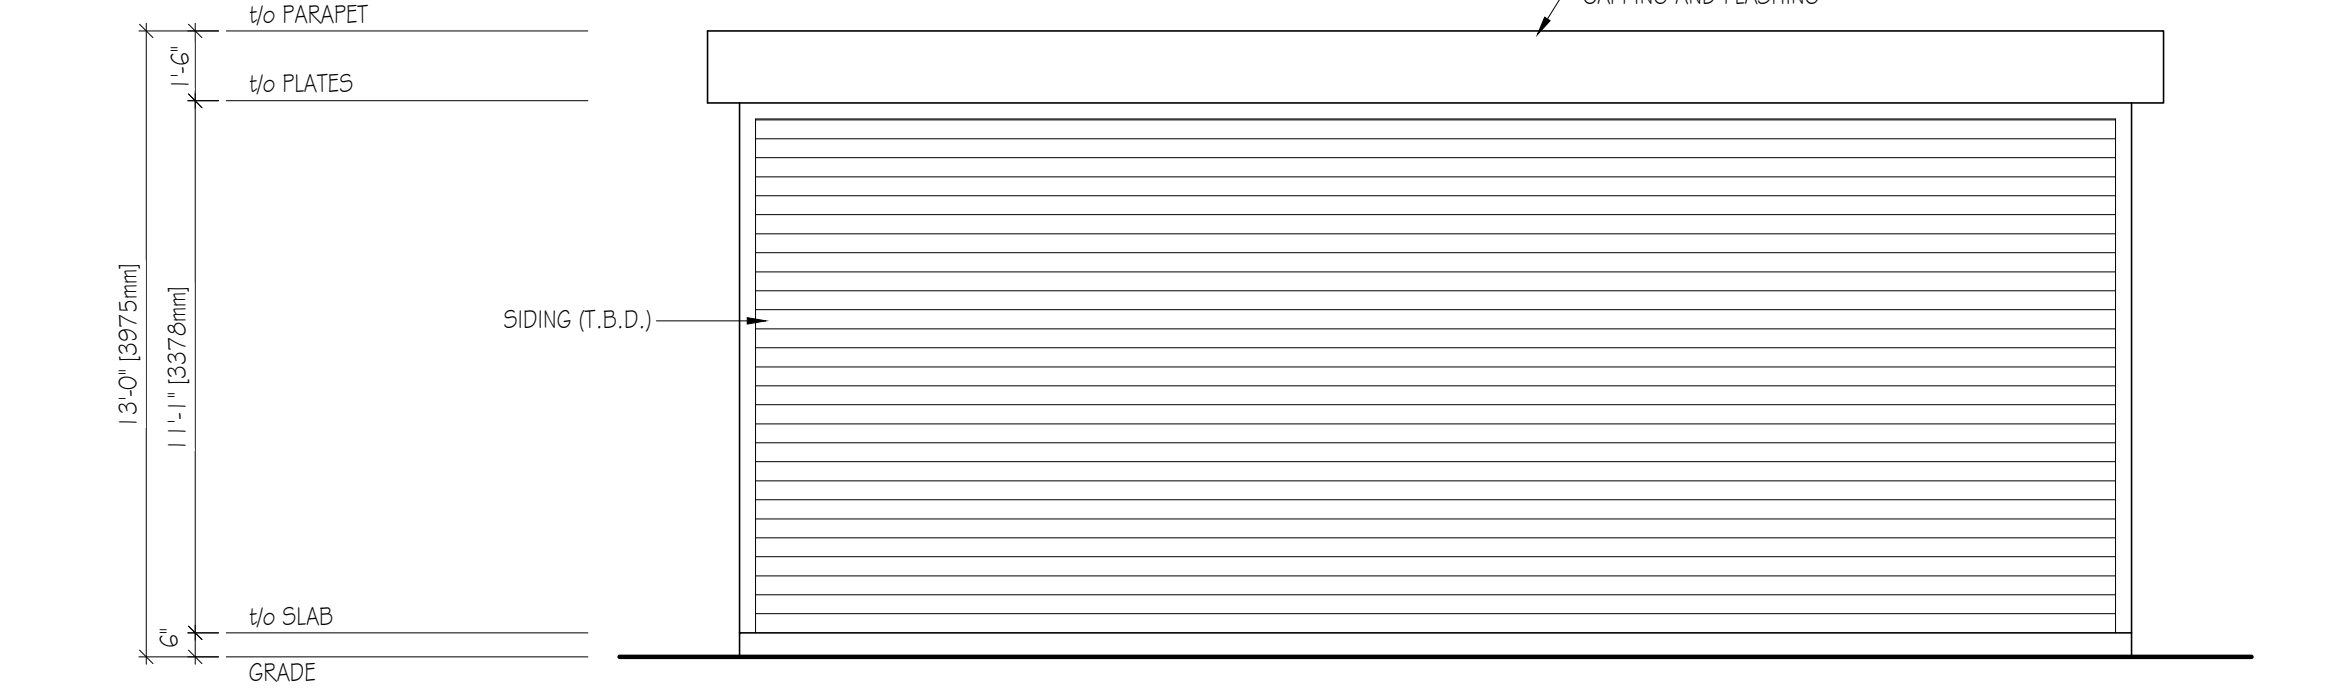 t/o PARAPET
1'-6"
t/o PLATES
13'-0" [3975mm]
11'-1" [3378mm]
SIDING (T.B.D.)
t/o SLAB
6"
GRADE